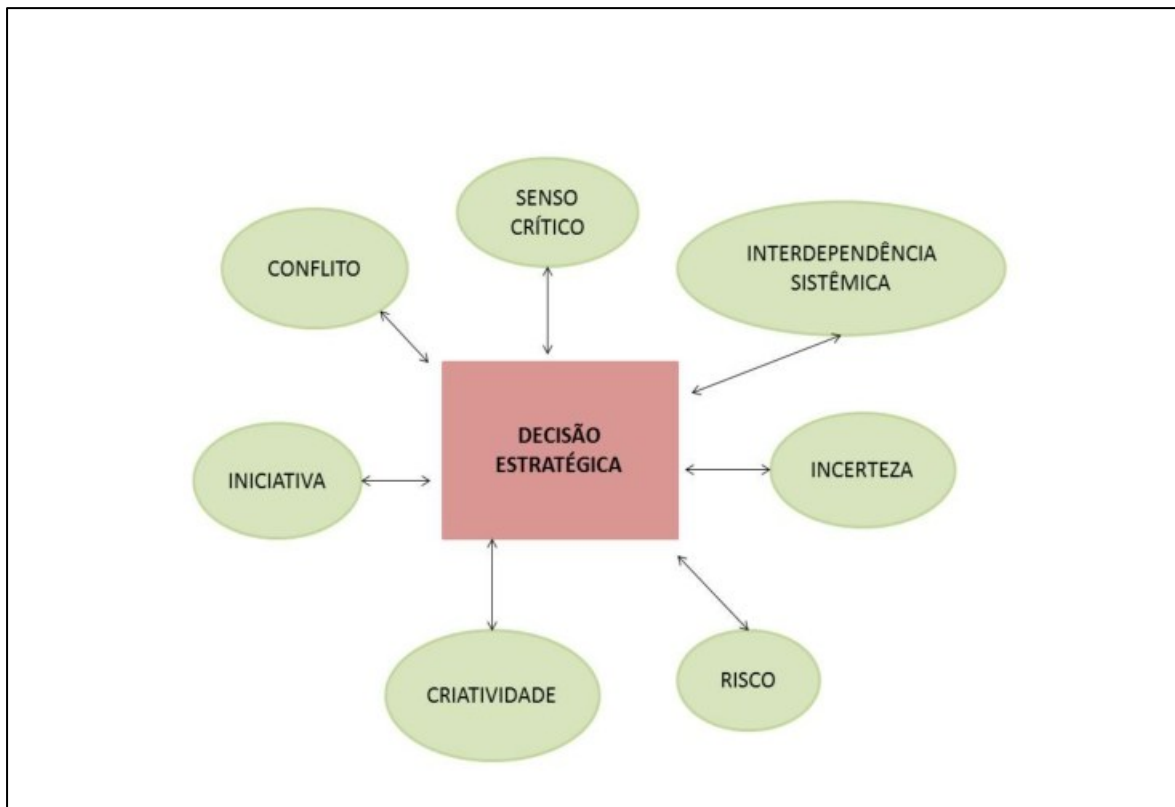 SENSO
CRÍTICO
CONFLITO
INTERDEPENDÊNCIA
SISTÊMICA
DECISÃO
ESTRATÉGICA
INICIATIVA
INCERTEZA
CRIATIVIDADE
RISCO